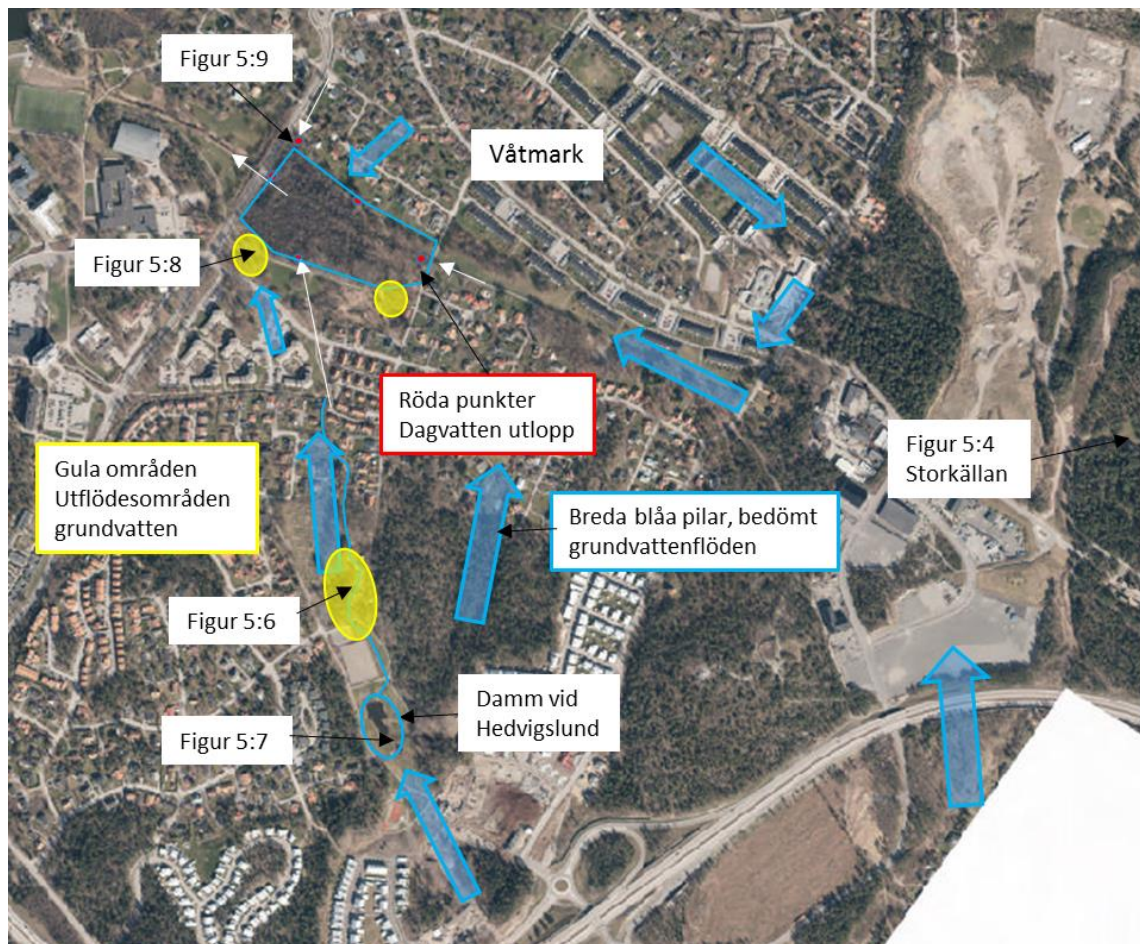 Figur 5:9
Våtmark
Figur 5:8
Röda punkter
Dagvatten utlopp
Figur 5:4
Storkällan
Gula områden
Utflödesområden
grundvatten
Breda blåa pilar, bedömt
grundvattenflöden
Figur 5:6
Damm vid
Hedvigslund
Figur 5:7